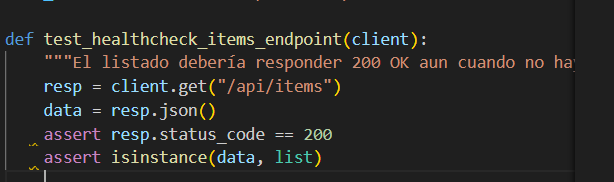 def test_healthcheck_items_endpoint(client):
"""El listado debería responder 200 OK aun cuando no
resp = client.get("/api/items")
data = resp.json()
assert resp.status_code == 200
assert isinstance(data, list)